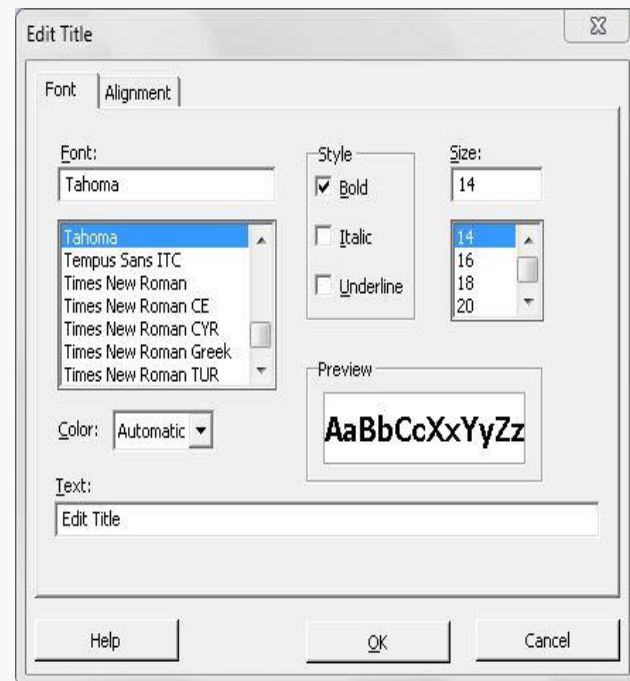 Edit Title
Font
Alignment
Font:
Tahoma
Tahoma
Tempus Sans ITC
Times New Roman
Times New Roman CE
Times New Roman CYR
Times New Roman Greek
Times New Roman TUR
Style
Bold
Italic
Underline
Size:
14
14
16
18
20
Color:
Automatic
Preview
AaBbCcXxYyZz
Text:
Edit Title
Help
OK
Cancel